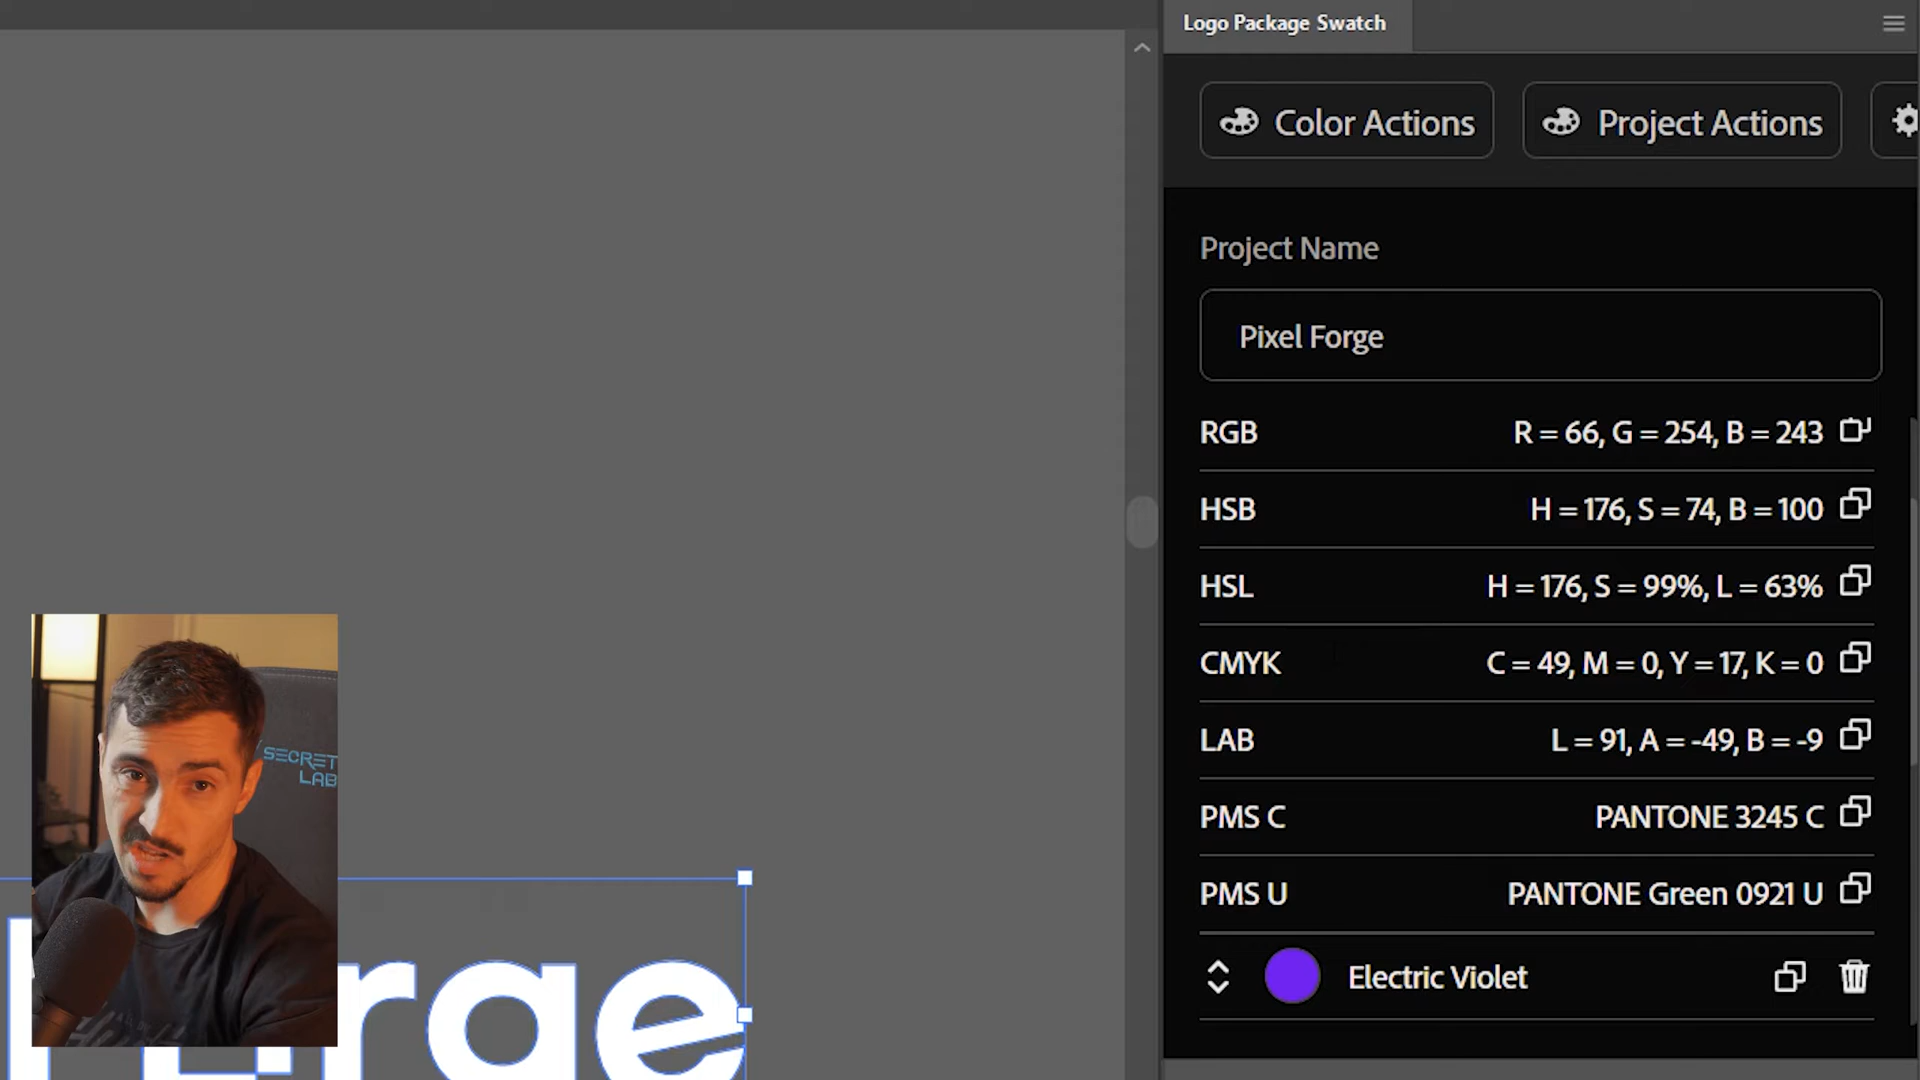 Logo Package Swatch
Color Actions
Project Actions
Project Name
Pixel Forge
RGB
R = 66, G = 254, B = 243
HSB
H = 176, S = 74, B = 100
HSL
H = 176, S = 99%, L = 63%
CMYK
C = 49, M = 0, Y = 17, K = 0
LAB
L = 91, A = -49, B = -9
PMS C
PANTONE 3245 C
PMS U
PANTONE Green 0921 U
Electric Violet
SECRET
LAB
rge